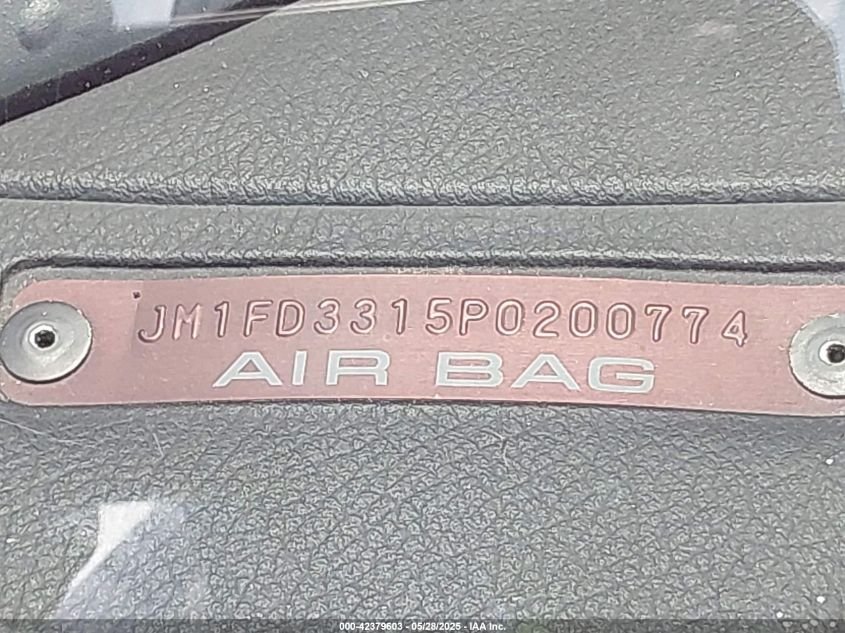 JM1FD3315P0200774
AIR BAG
000-42379603 - 05/28/2025 - IAA Inc.